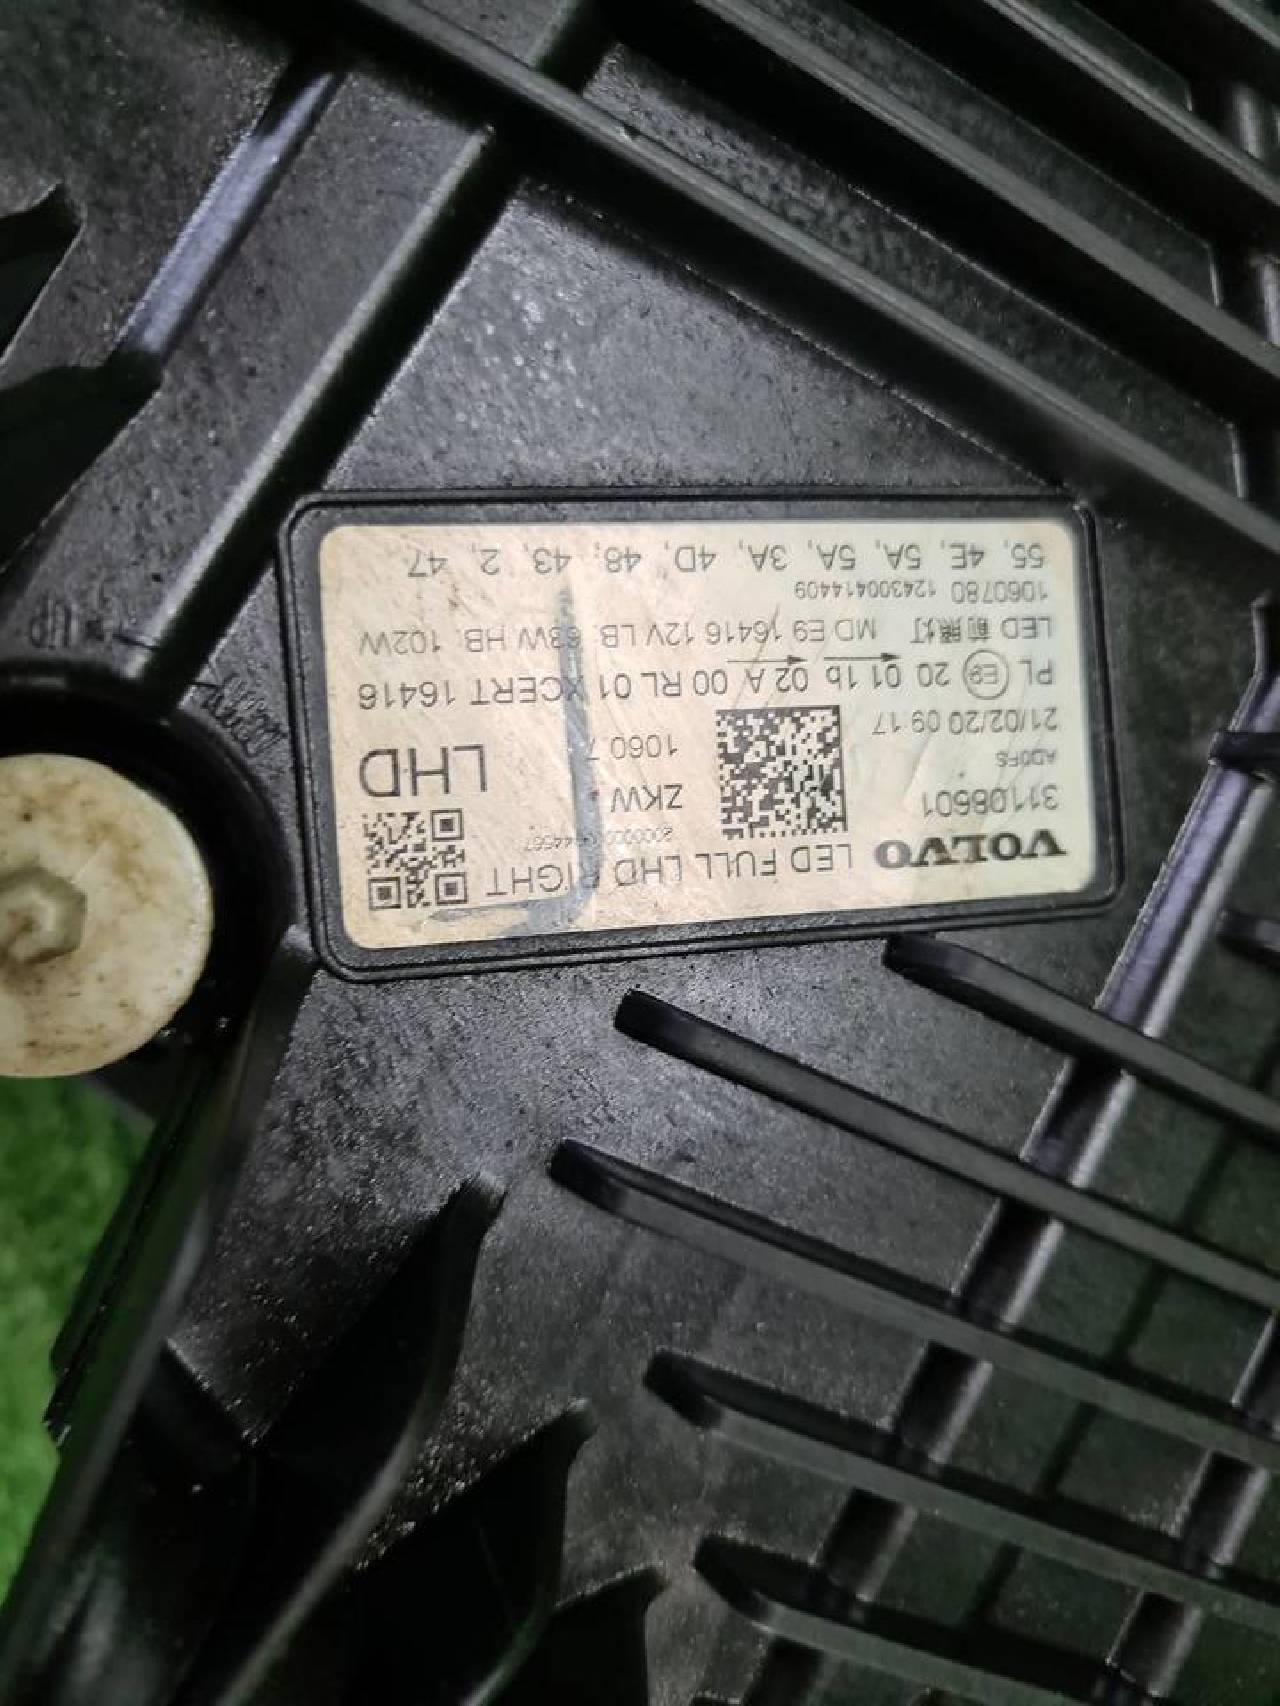 VOLVO LED FULL LHD RIGHT
31108601 ZKW
AD0FS 1060 7 LHD
21/02/20 09:17
PL E9 20 01 1b 02 A 00 RL 01 XCERT 16416
LED 前照灯 MD E9 16416 12V LB: 63W HB: 102W
1060780 124300414409
55, 4E, 5A, 5A, 3A, 4D, 48, 43, 2, 47